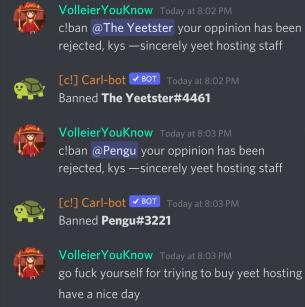 VolleierYouKnow Today at 8:02 PM
c!ban @The Yeetster your oppinion has been
rejected, kys —sincerely yeet hosting staff
[c!] Carl-bot ✓ BOT Today at 8:02 PM
Banned The Yeetster#4461
VolleierYouKnow Today at 8:03 PM
c!ban @Pengu your oppinion has been
rejected, kys —sincerely yeet hosting staff
[c!] Carl-bot ✓ BOT Today at 8:03 PM
Banned Pengu#3221
VolleierYouKnow Today at 8:03 PM
go fuck yourself for triying to buy yeet hosting
have a nice day